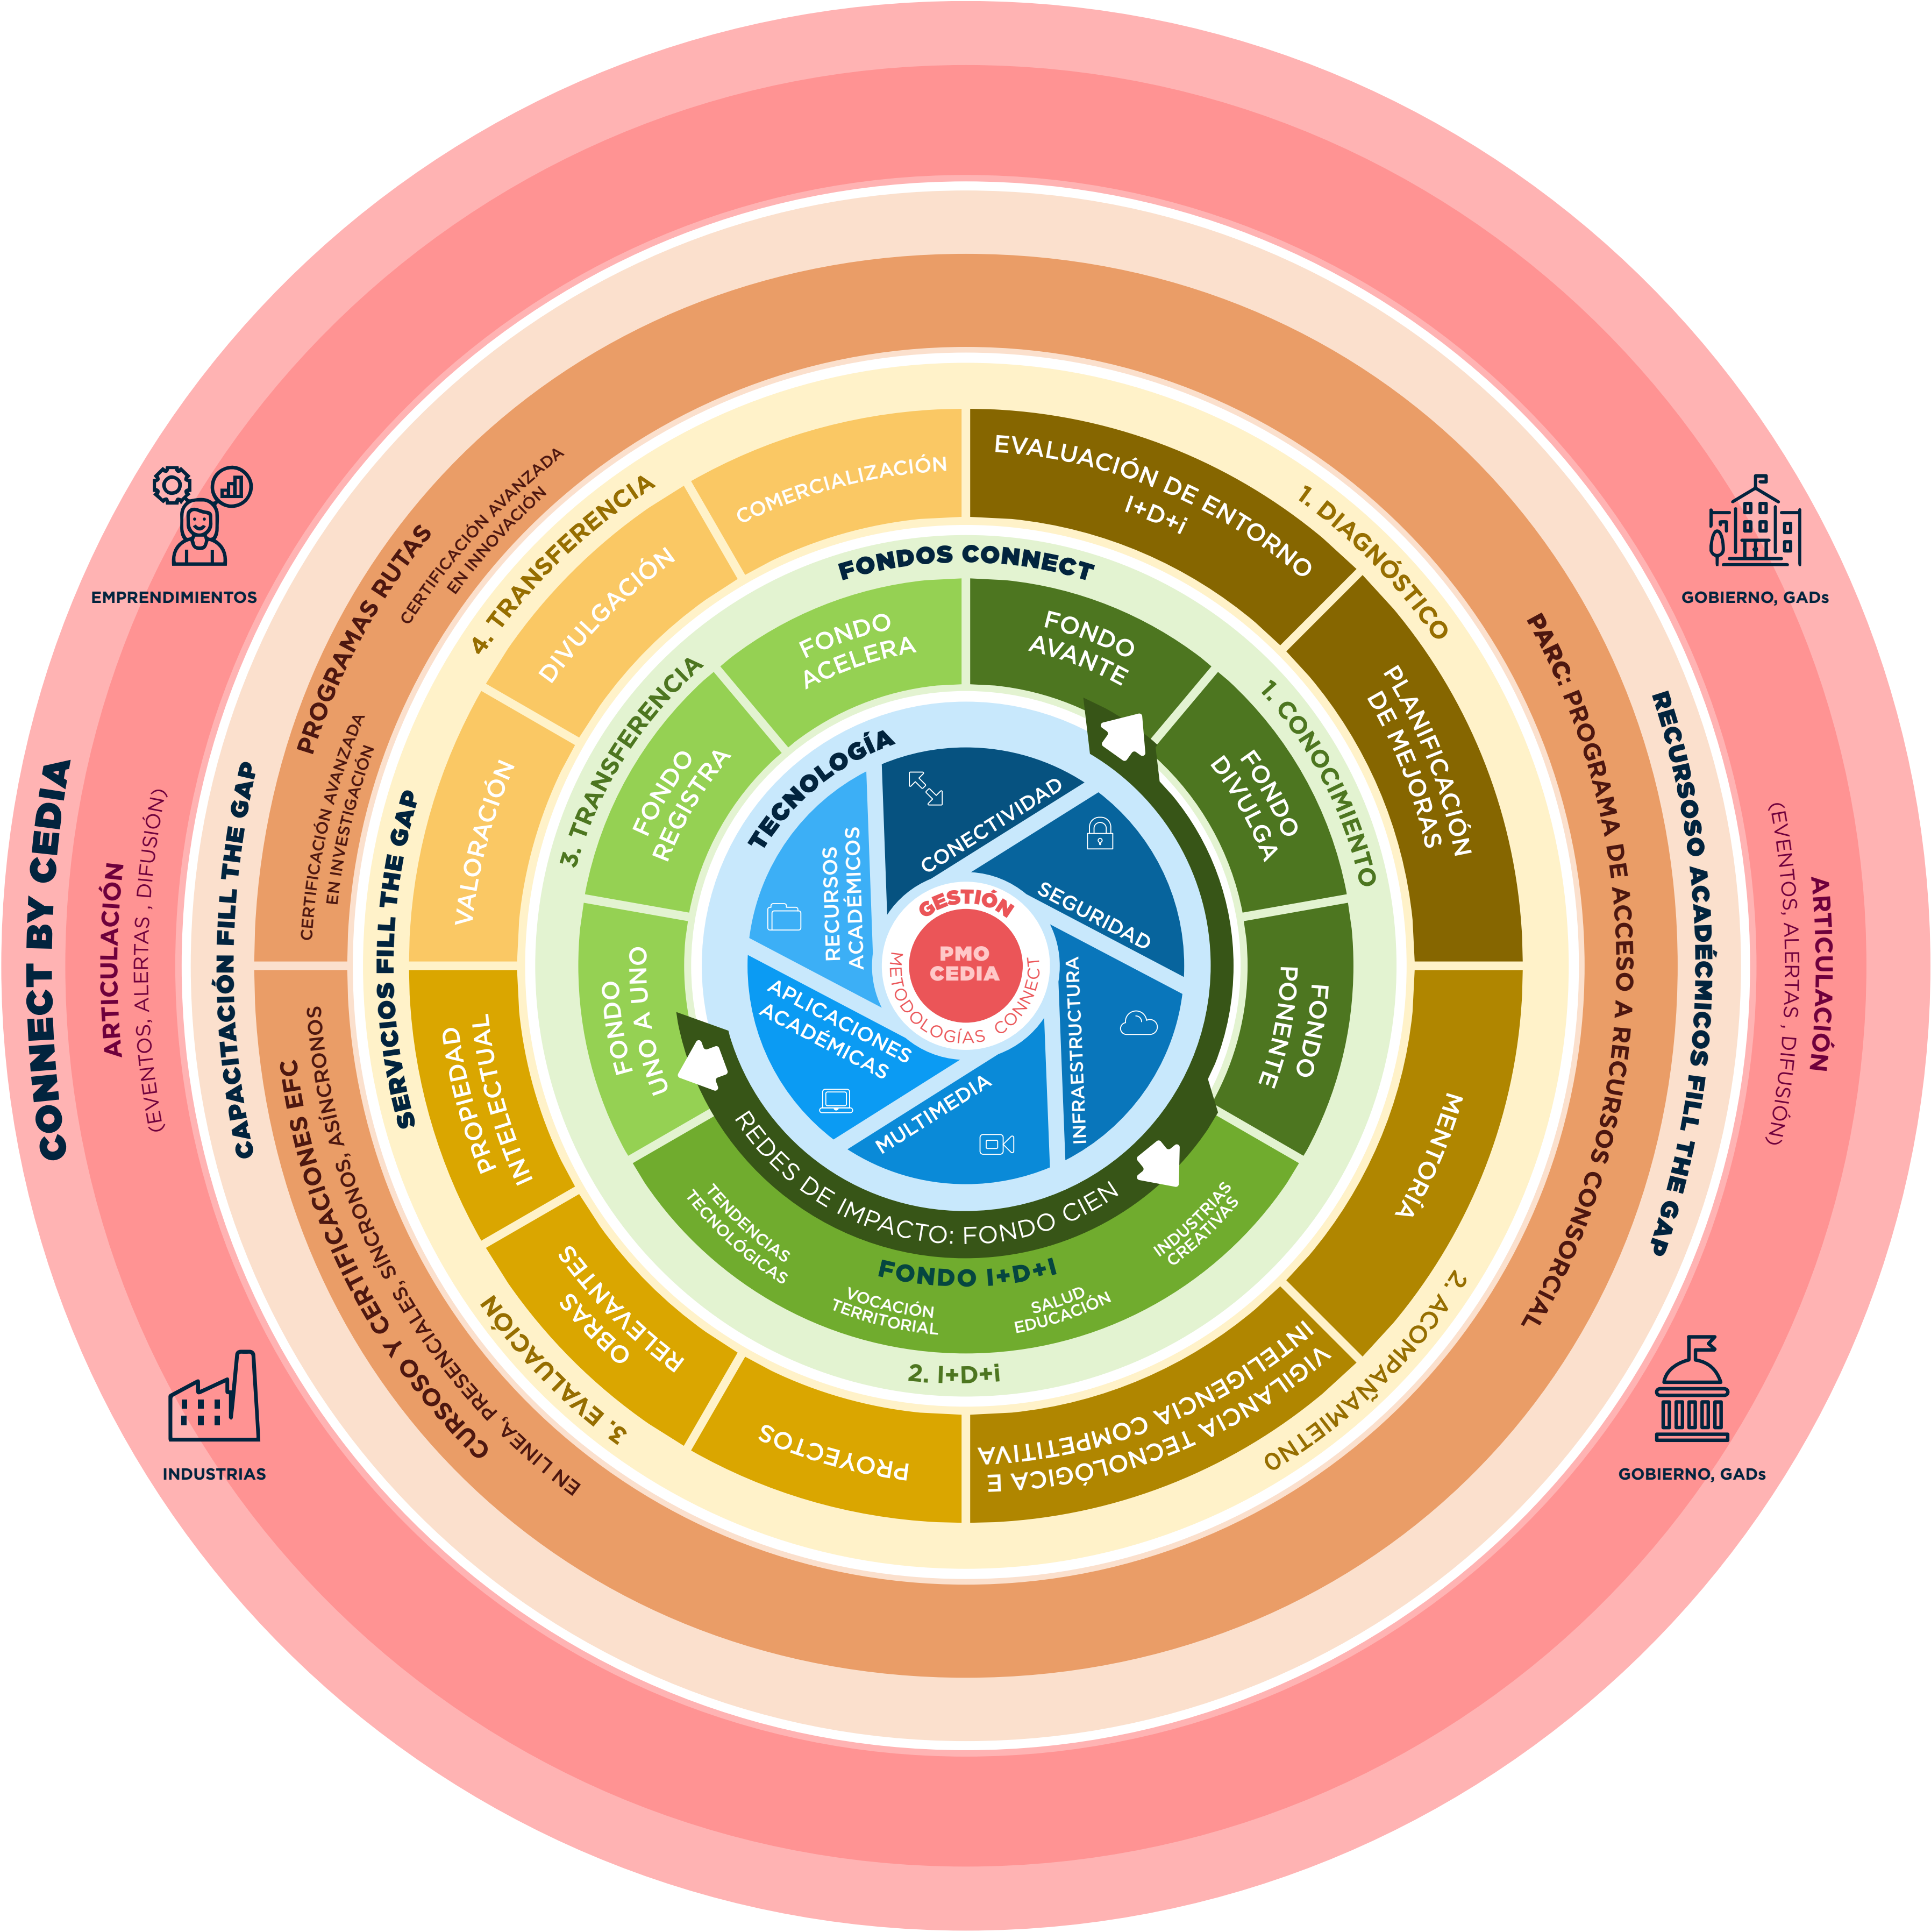 CONNECT BY CEDIA
ARTICULACIÓN
(EVENTOS, ALERTAS , DIFUSIÓN)
EMPRENDIMIENTOS
INDUSTRIAS
GOBIERNO, GADs
GOBIERNO, GADs
ARTICULACIÓN
(EVENTOS, ALERTAS , DIFUSIÓN)
CAPACITACIÓN FILL THE GAP
PROGRAMAS RUTAS
CERTIFICACIÓN AVANZADA
EN INNOVACIÓN
CERTIFICACIÓN AVANZADA
EN INVESTIGACIÓN
CURSOSO Y CERTIFICACIONES EFC
EN LINEA, PRESENCIALES, SÍNCRONOS, ASÍNCRONOS
RECURSOSO ACADÉCMICOS FILL THE GAP
PARC: PROGRAMA DE ACCESO A RECURSOS CONSORCIAL
SERVICIOS FILL THE GAP
1. DIAGNÓSTICO
EVALUACIÓN DE ENTORNO
I+D+i
PLANIFICACIÓN
DE MEJORAS
2. ACOMPAÑAMIETNO
MENTORÍA
VIGILANCIA TECNOLÓGICA E
INTELIGENCIA COMPETITIVA
3. EVALUACIÓN
PROYECTOS
OBRAS
RELEVANTES
PROPIEDAD
INTELECTUAL
4. TRANSFERENCIA
VALORACIÓN
DIVULGACIÓN
COMERCIALIZACIÓN
FONDOS CONNECT
1. CONOCIMIENTO
FONDO
AVANTE
FONDO
DIVULGA
FONDO
PONENTE
2. I+D+i
FONDO I+D+I
INDUSTRIAS
CREATIVAS
SALUD
EDUCACIÓN
VOCACIÓN
TERRITORIAL
TENDENCIAS
TECNOLÓGICAS
REDES DE IMPACTO: FONDO CIEN
3. TRANSFERENCIA
FONDO
UNO A UNO
FONDO
REGISTRA
FONDO
ACELERA
TECNOLOGÍA
CONECTIVIDAD
SEGURIDAD
INFRAESTRUCTURA
MULTIMEDIA
APLICACIONES
ACADÉMICAS
RECURSOS
ACADÉMICOS
GESTIÓN
PMO
CEDIA
METODOLOGÍAS CONNECT